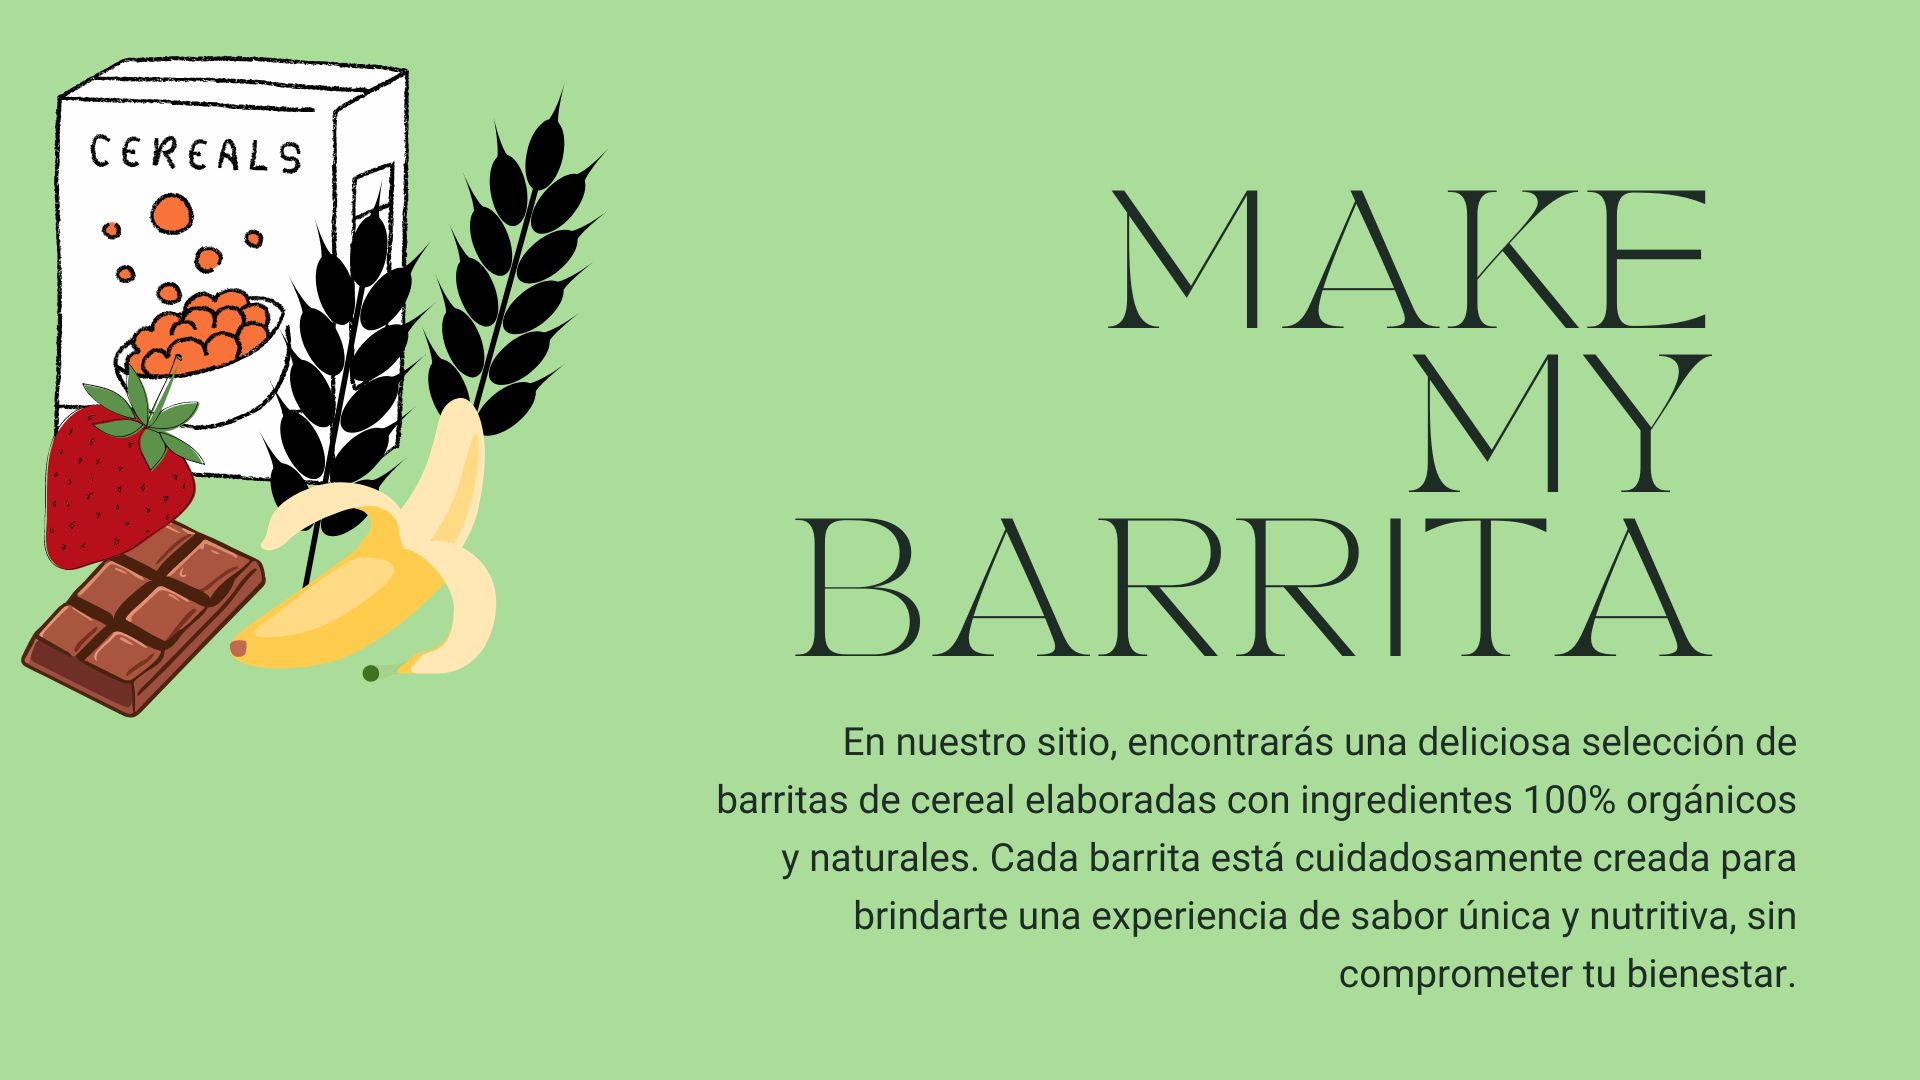 CEREALS
MAKE
MY
BARRITA
En nuestro sitio, encontrarás una deliciosa selección de
barritas de cereal elaboradas con ingredientes 100% orgánicos
y naturales. Cada barrita está cuidadosamente creada para
brindarte una experiencia de sabor única y nutritiva, sin
comprometer tu bienestar.